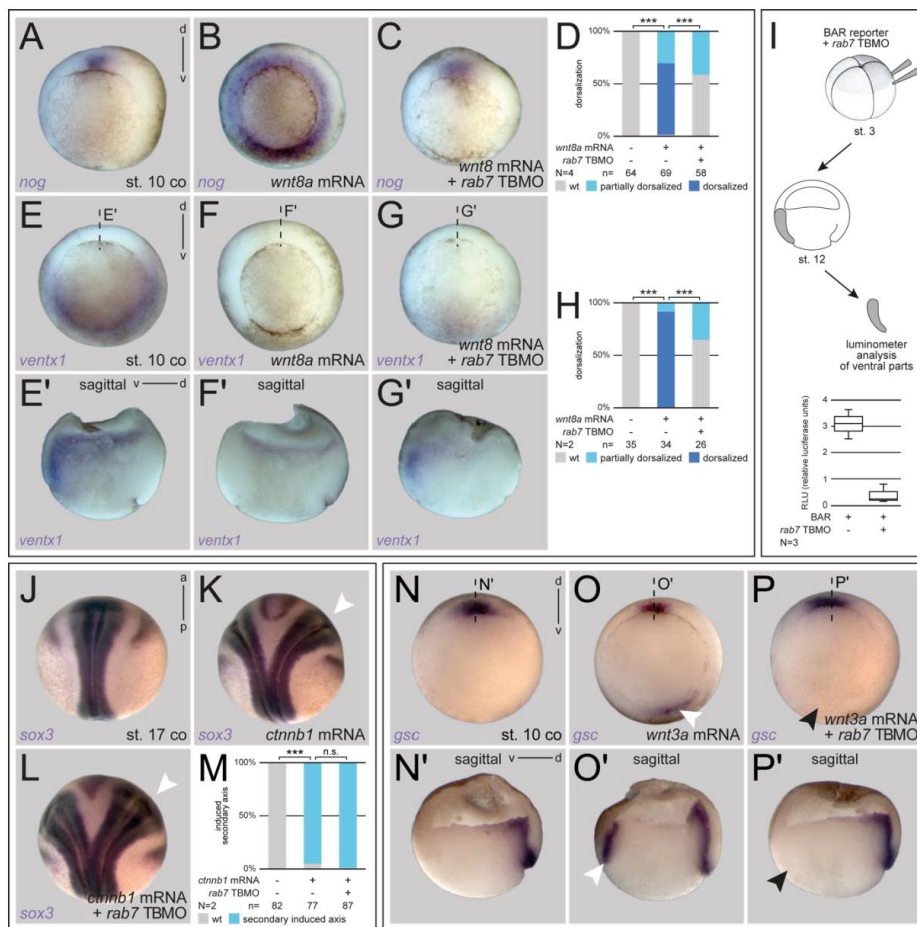 A
d
v
nog
st. 10 co
B
nog
wnt8a mRNA
C
nog
wnt8 mRNA
+ rab7 TBMO
D
***
***
100%
50%
0%
dorsalization
wnt8a mRNA
-
+
+
rab7 TBMO
-
-
+
N=4
n=
64
69
58
wt
partially dorsalized
dorsalized
E
E'
d
v
ventx1
st. 10 co
F
F'
ventx1
wnt8a mRNA
G
G'
ventx1
wnt8 mRNA
+ rab7 TBMO
E'
sagittal
v
d
ventx1
F'
sagittal
ventx1
G'
sagittal
ventx1
H
***
***
100%
50%
0%
dorsalization
wnt8a mRNA
-
+
+
rab7 TBMO
-
-
+
N=2
n=
35
34
26
wt
partially dorsalized
dorsalized
I
BAR reporter
+ rab7 TBMO
st. 3
st. 12
luminometer
analysis
of ventral parts
4
3
2
1
0
RLU (relative luciferase units)
BAR
+
+
rab7 TBMO
-
+
N=3
J
a
p
sox3
st. 17 co
K
sox3
ctnnb1 mRNA
L
sox3
ctnnb1 mRNA
+ rab7 TBMO
M
***
n.s.
100%
50%
0%
induced
secondary axis
ctnnb1 mRNA
-
+
+
rab7 TBMO
-
-
+
N=2
n=
82
77
87
wt
secondary induced axis
N
N'
d
v
gsc
st. 10 co
O
O'
gsc
wnt3a mRNA
P
P'
gsc
wnt3a mRNA
+ rab7 TBMO
N'
sagittal
v
d
O'
sagittal
P'
sagittal